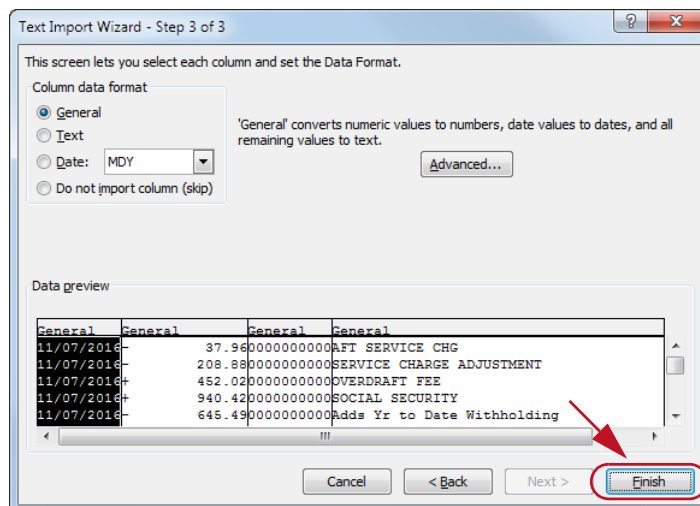 Text Import Wizard - Step 3 of 3
This screen lets you select each column and set the Data Format.
Column data format
General
Text
Date: MDY
Do not import column (skip)
'General' converts numeric values to numbers, date values to dates, and all
remaining values to text.
Advanced...
Data preview
General General General General
11/07/2016- 37.960000000000AFT SERVICE CHG
11/07/2016- 208.880000000000SERVICE CHARGE ADJUSTMENT
11/07/2016+ 452.020000000000OVERDRAFT FEE
11/07/2016+ 940.420000000000SOCIAL SECURITY
11/07/2016- 645.490000000000Adds Yr to Date Withholding
Cancel < Back Next > Finish